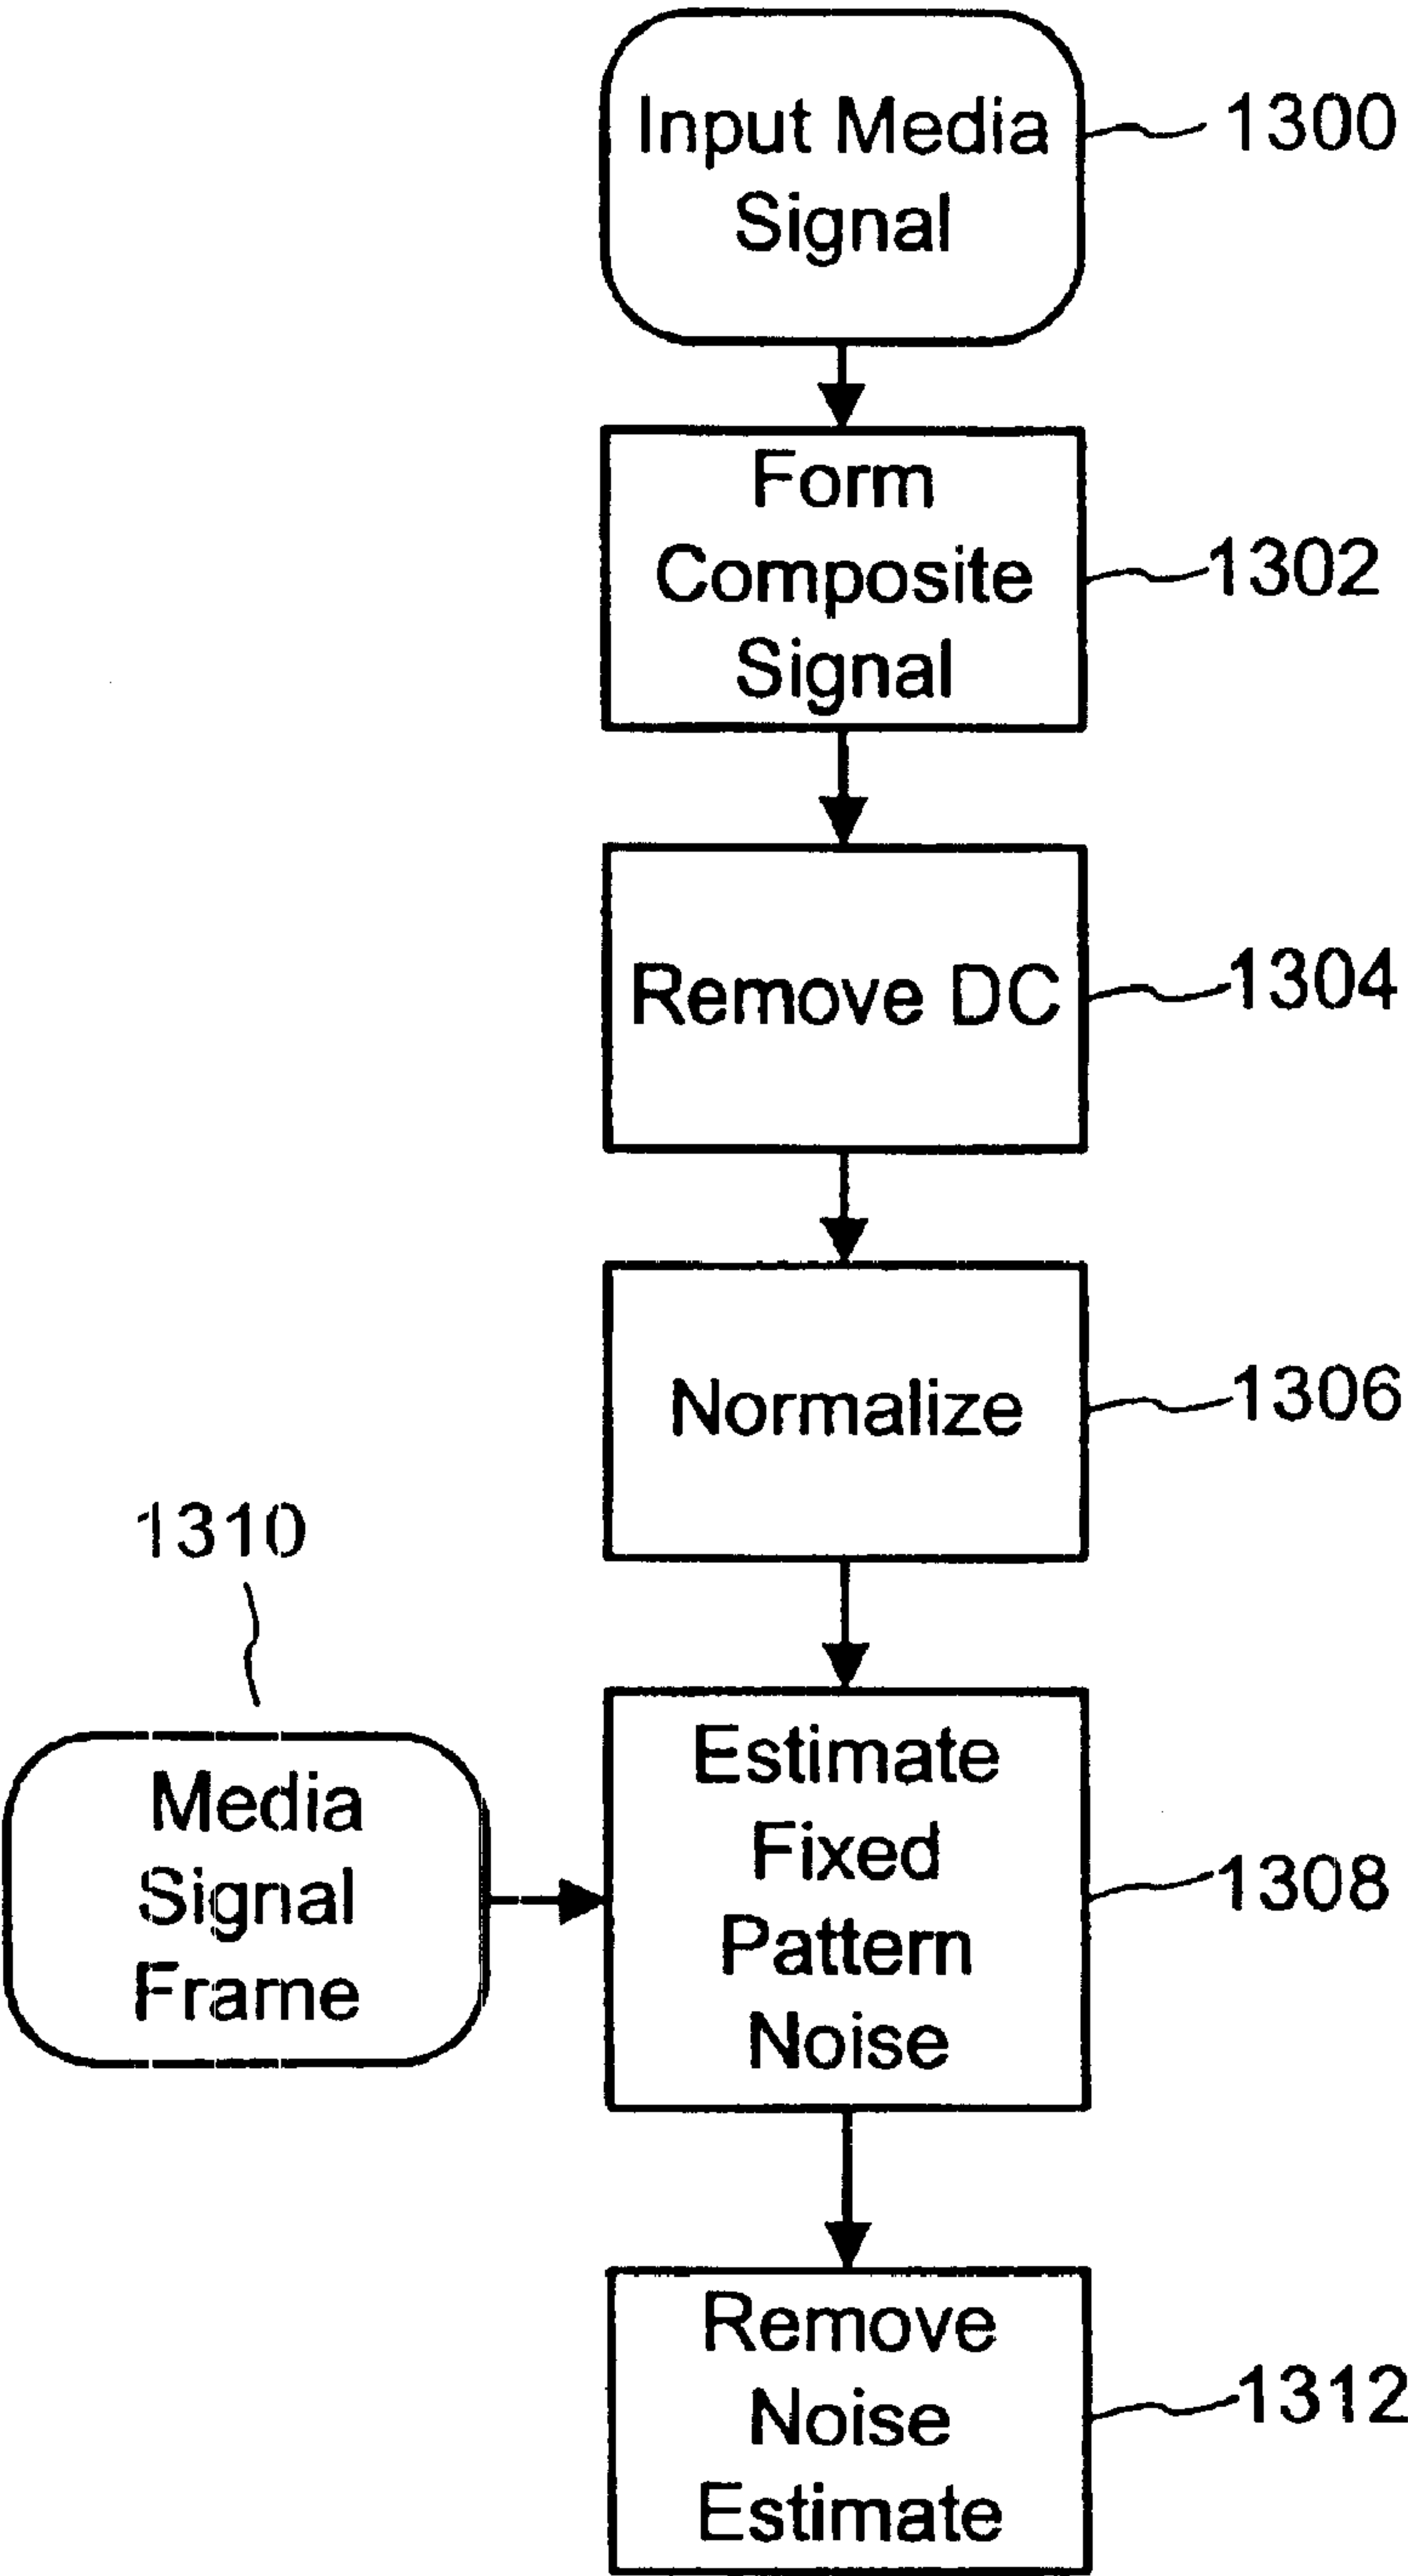 Input Media
Signal
1300
Form
Composite
Signal
1302
Remove DC
1304
Normalize
1306
1310
Media
Signal
Frame
Estimate
Fixed
Pattern
Noise
1308
Remove
Noise
Estimate
1312